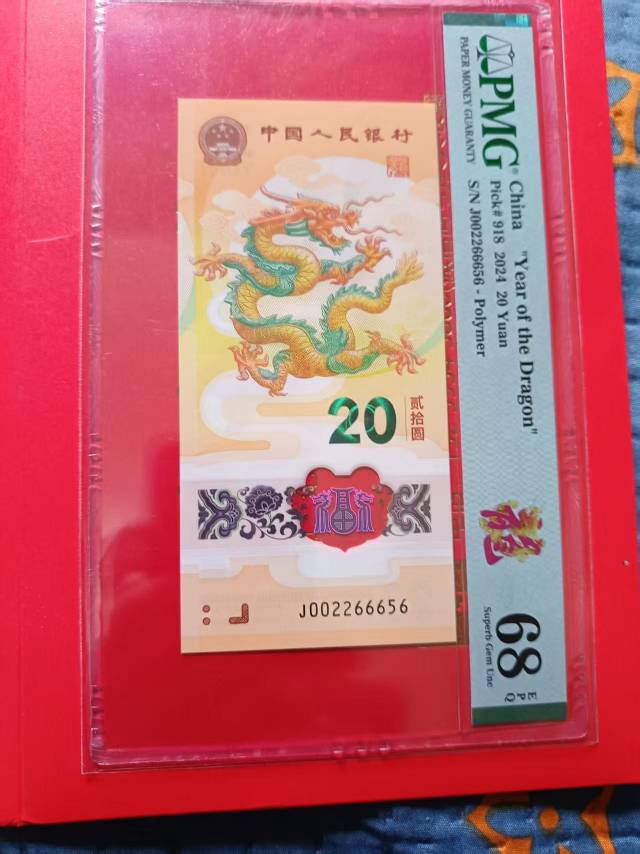 中国人民银行
20
贰拾圆
福
J002266656
PMG®
PAPER MONEY GUARANTY
China "Year of the Dragon"
Pick# 918 2024 20 Yuan
S/N J002266656 - Polymer
68
EPQ
Superb Gem Unc